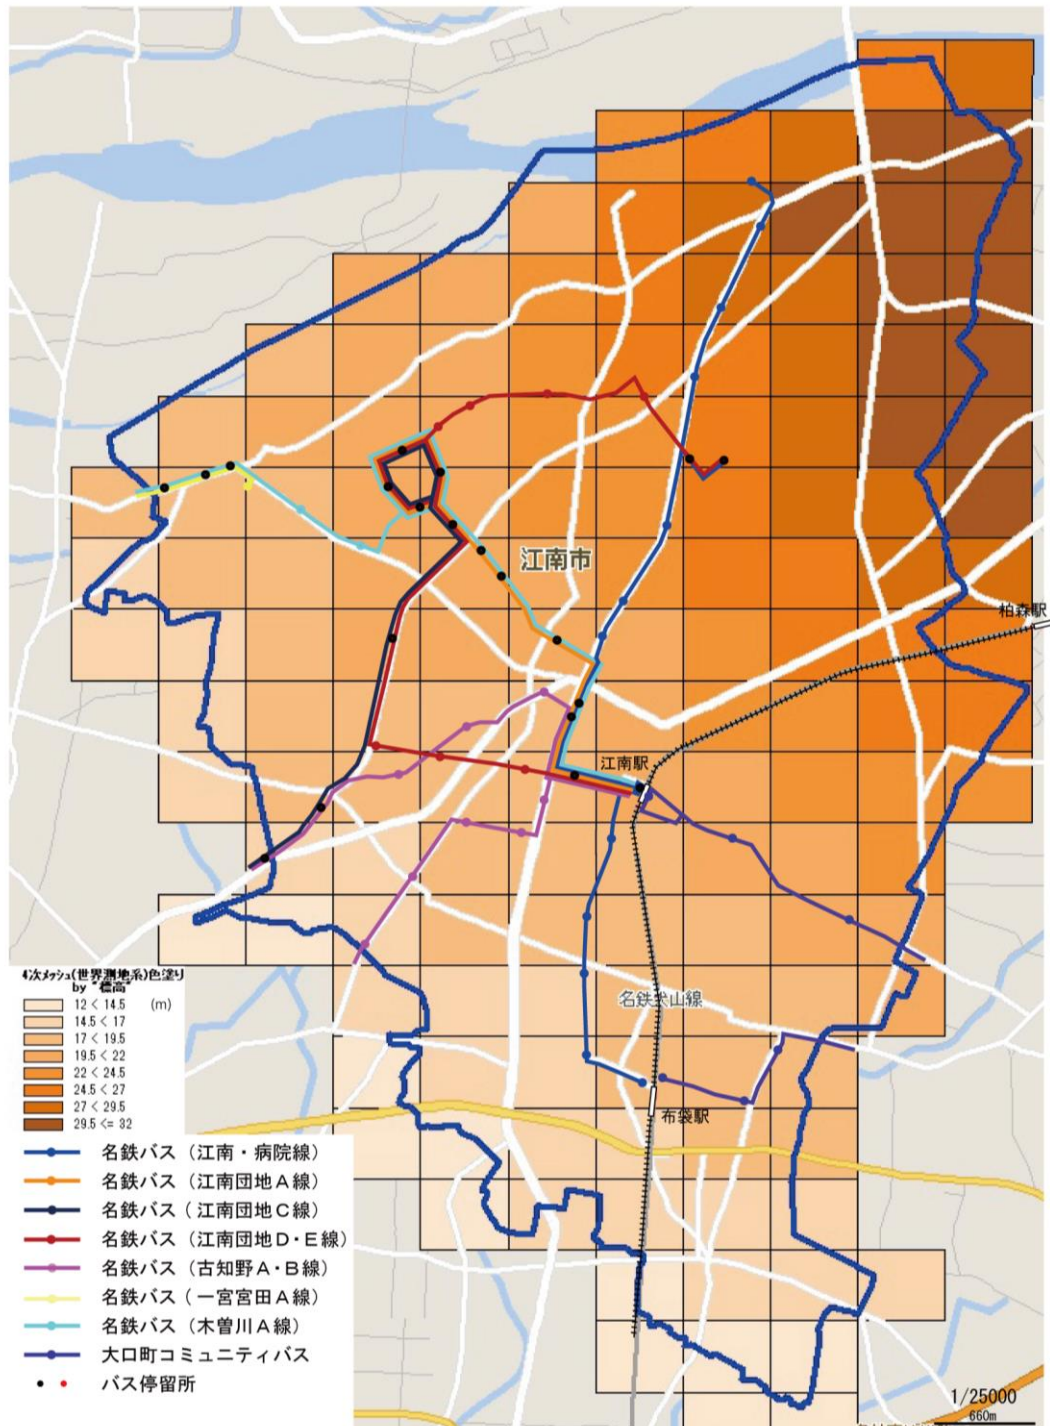 江南市
柏森駅
江南駅
名鉄犬山線
布袋駅
4次メッシュ(世界測地系)色塗り
by "標高"
12 < 14.5 (m)
14.5 < 17
17 < 19.5
19.5 < 22
22 < 24.5
24.5 < 27
27 < 29.5
29.5 <= 32
名鉄バス（江南・病院線）
名鉄バス（江南団地A線）
名鉄バス（江南団地C線）
名鉄バス（江南団地D・E線）
名鉄バス（古知野A・B線）
名鉄バス（一宮宮田A線）
名鉄バス（木曽川A線）
大口町コミュニティバス
バス停留所
1/25000
660m